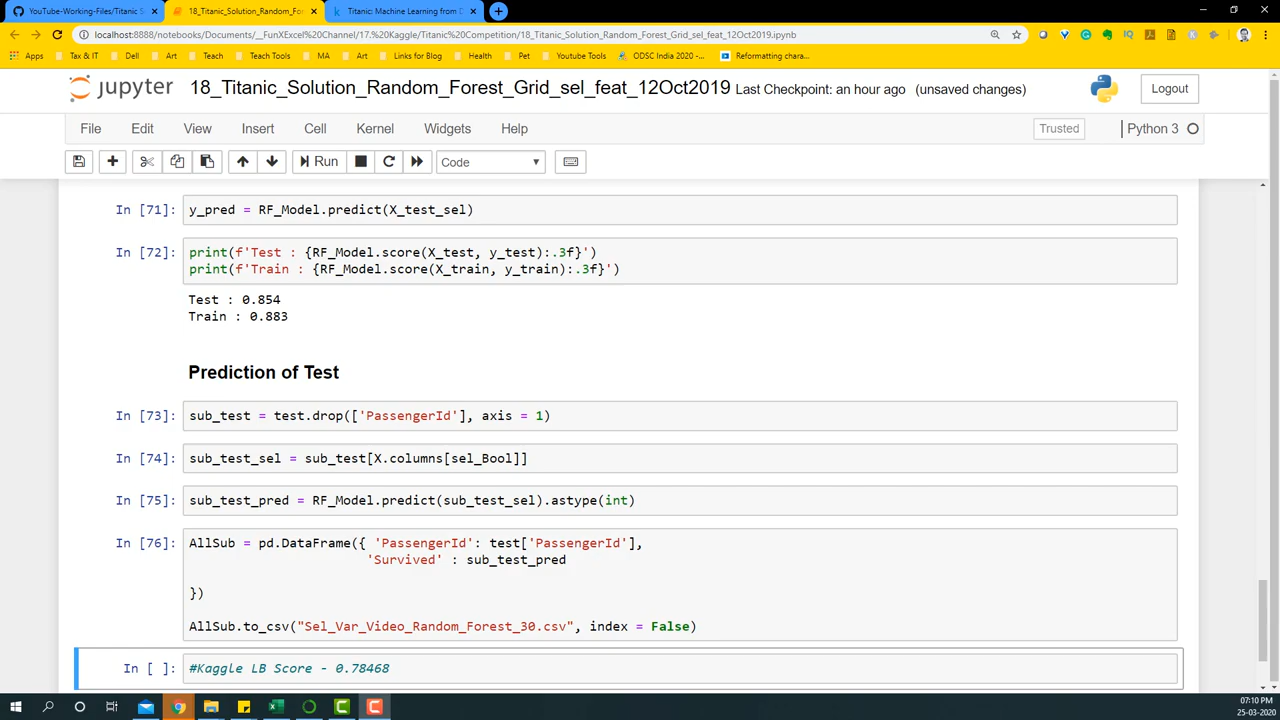 YouTube-Working-Files/Titanic S
18_Titanic_Solution_Random_Fores
Titanic: Machine Learning from D
localhost:8888/notebooks/Documents/__FunXExcel%20Channel/17.%20Kaggle/Titanic%20Competition/18_Titanic_Solution_Random_Forest_Grid_sel_feat_12Oct2019.ipynb
Apps Tax & IT Dell Art Teach Teach Tools MA Art Links for Blog Health Pet Youtube Tools ODSC India 2020 -... Reformatting chara...
jupyter 18_Titanic_Solution_Random_Forest_Grid_sel_feat_12Oct2019 Last Checkpoint: an hour ago (unsaved changes) Logout
File Edit View Insert Cell Kernel Widgets Help Trusted Python 3
Run Code
In [71]: y_pred = RF_Model.predict(X_test_sel)
In [72]: print(f'Test : {RF_Model.score(X_test, y_test):.3f}')
print(f'Train : {RF_Model.score(X_train, y_train):.3f}')
Test : 0.854
Train : 0.883
Prediction of Test
In [73]: sub_test = test.drop(['PassengerId'], axis = 1)
In [74]: sub_test_sel = sub_test[X.columns[sel_Bool]]
In [75]: sub_test_pred = RF_Model.predict(sub_test_sel).astype(int)
In [76]: AllSub = pd.DataFrame({ 'PassengerId': test['PassengerId'],
'Survived' : sub_test_pred
})
AllSub.to_csv("Sel_Var_Video_Random_Forest_30.csv", index = False)
In [ ]: #Kaggle LB Score - 0.78468
07:10 PM
25-03-2020